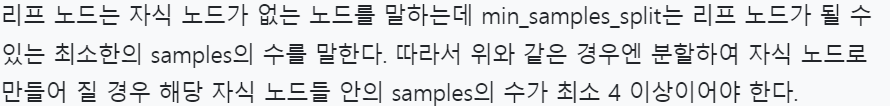 리프 노드는 자식 노드가 없는 노드를 말하는데 min_samples_split는 리프 노드가 될 수
있는 최소한의 samples의 수를 말한다. 따라서 위와 같은 경우엔 분할하여 자식 노드로
만들어 질 경우 해당 자식 노드들 안의 samples의 수가 최소 4 이상이어야 한다.